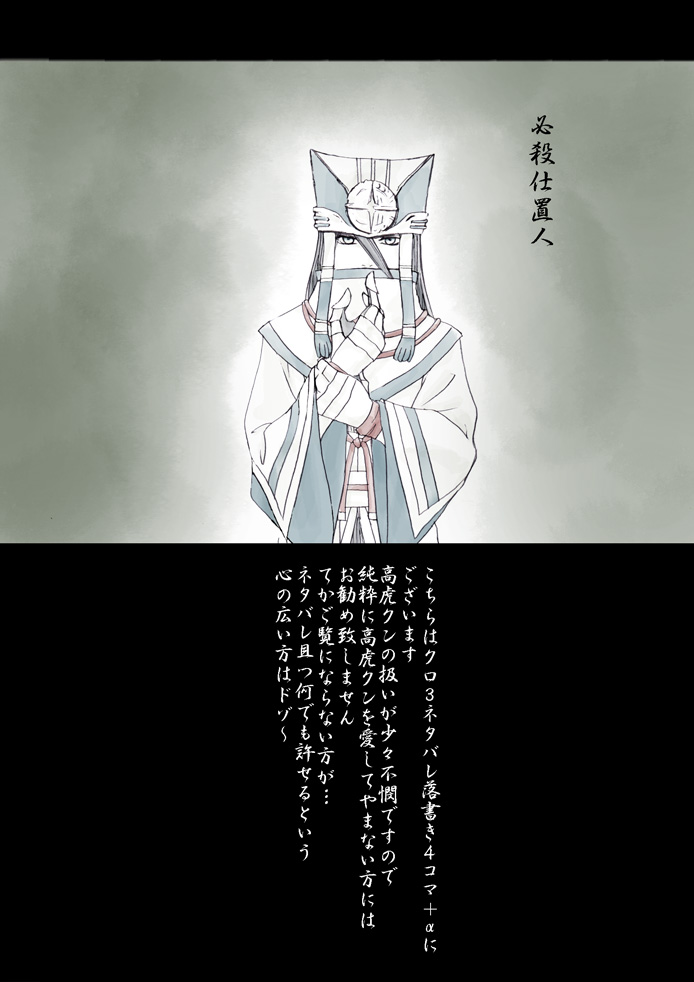 必殺仕置人
こちらはクロ3ネタバレ落書き4コマ+αに
ございます
高虎クンの扱いが少々不憫ですので
純粋に高虎クンを愛してやまない方には
お勧め致しません
てかご覧にならない方が…
ネタバレ且つ何でも許せるという
心の広い方はドゾ～